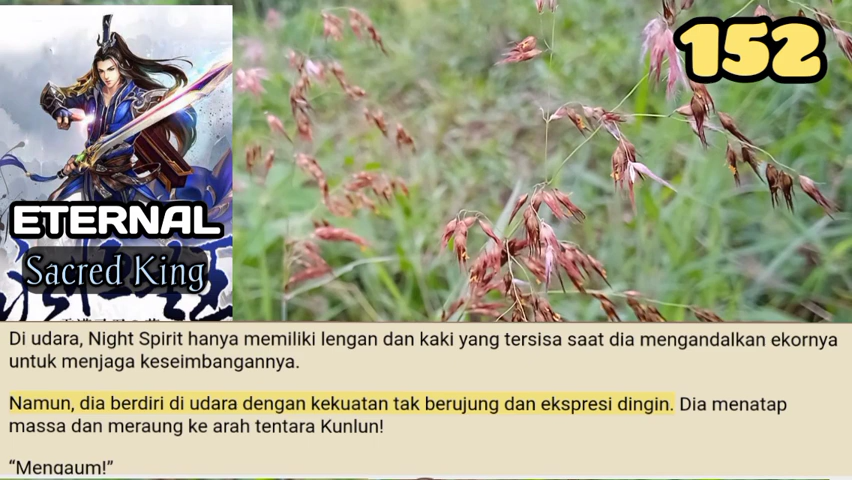 152
ETERNAL
Sacred King
Di udara, Night Spirit hanya memiliki lengan dan kaki yang tersisa saat dia mengandalkan ekornya
untuk menjaga keseimbangannya.
Namun, dia berdiri di udara dengan kekuatan tak berujung dan ekspresi dingin. Dia menatap
massa dan meraung ke arah tentara Kunlun!
“Mengaum!”